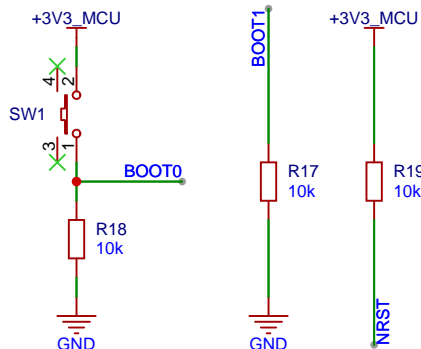 +3V3_MCU
+3V3_MCU
BOOT1
4
2
SW1
3
1
BOOT0
R17
10k
R19
10k
R18
10k
GND
GND
NRST